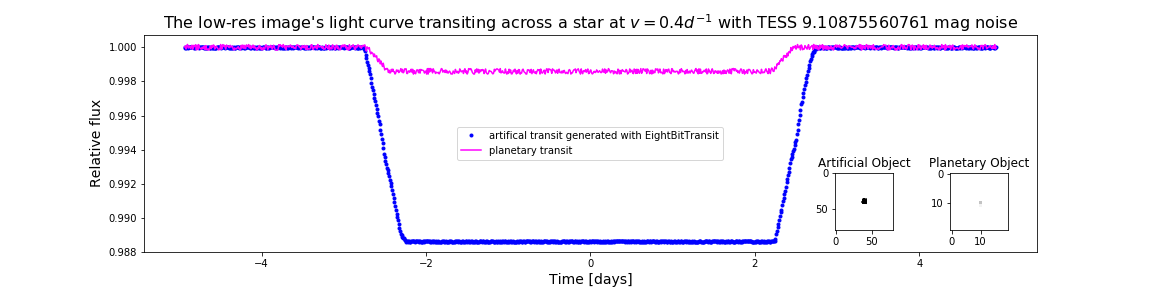 The low-res image's light curve transiting across a star at v = 0.4d⁻¹ with TESS 9.10875560761 mag noise
Relative flux
1.000
0.998
0.996
0.994
0.992
0.990
0.988
artifical transit generated with EightBitTransit
planetary transit
Artificial Object
0
50
0
50
Planetary Object
0
10
0
10
−4
−2
0
2
4
Time [days]